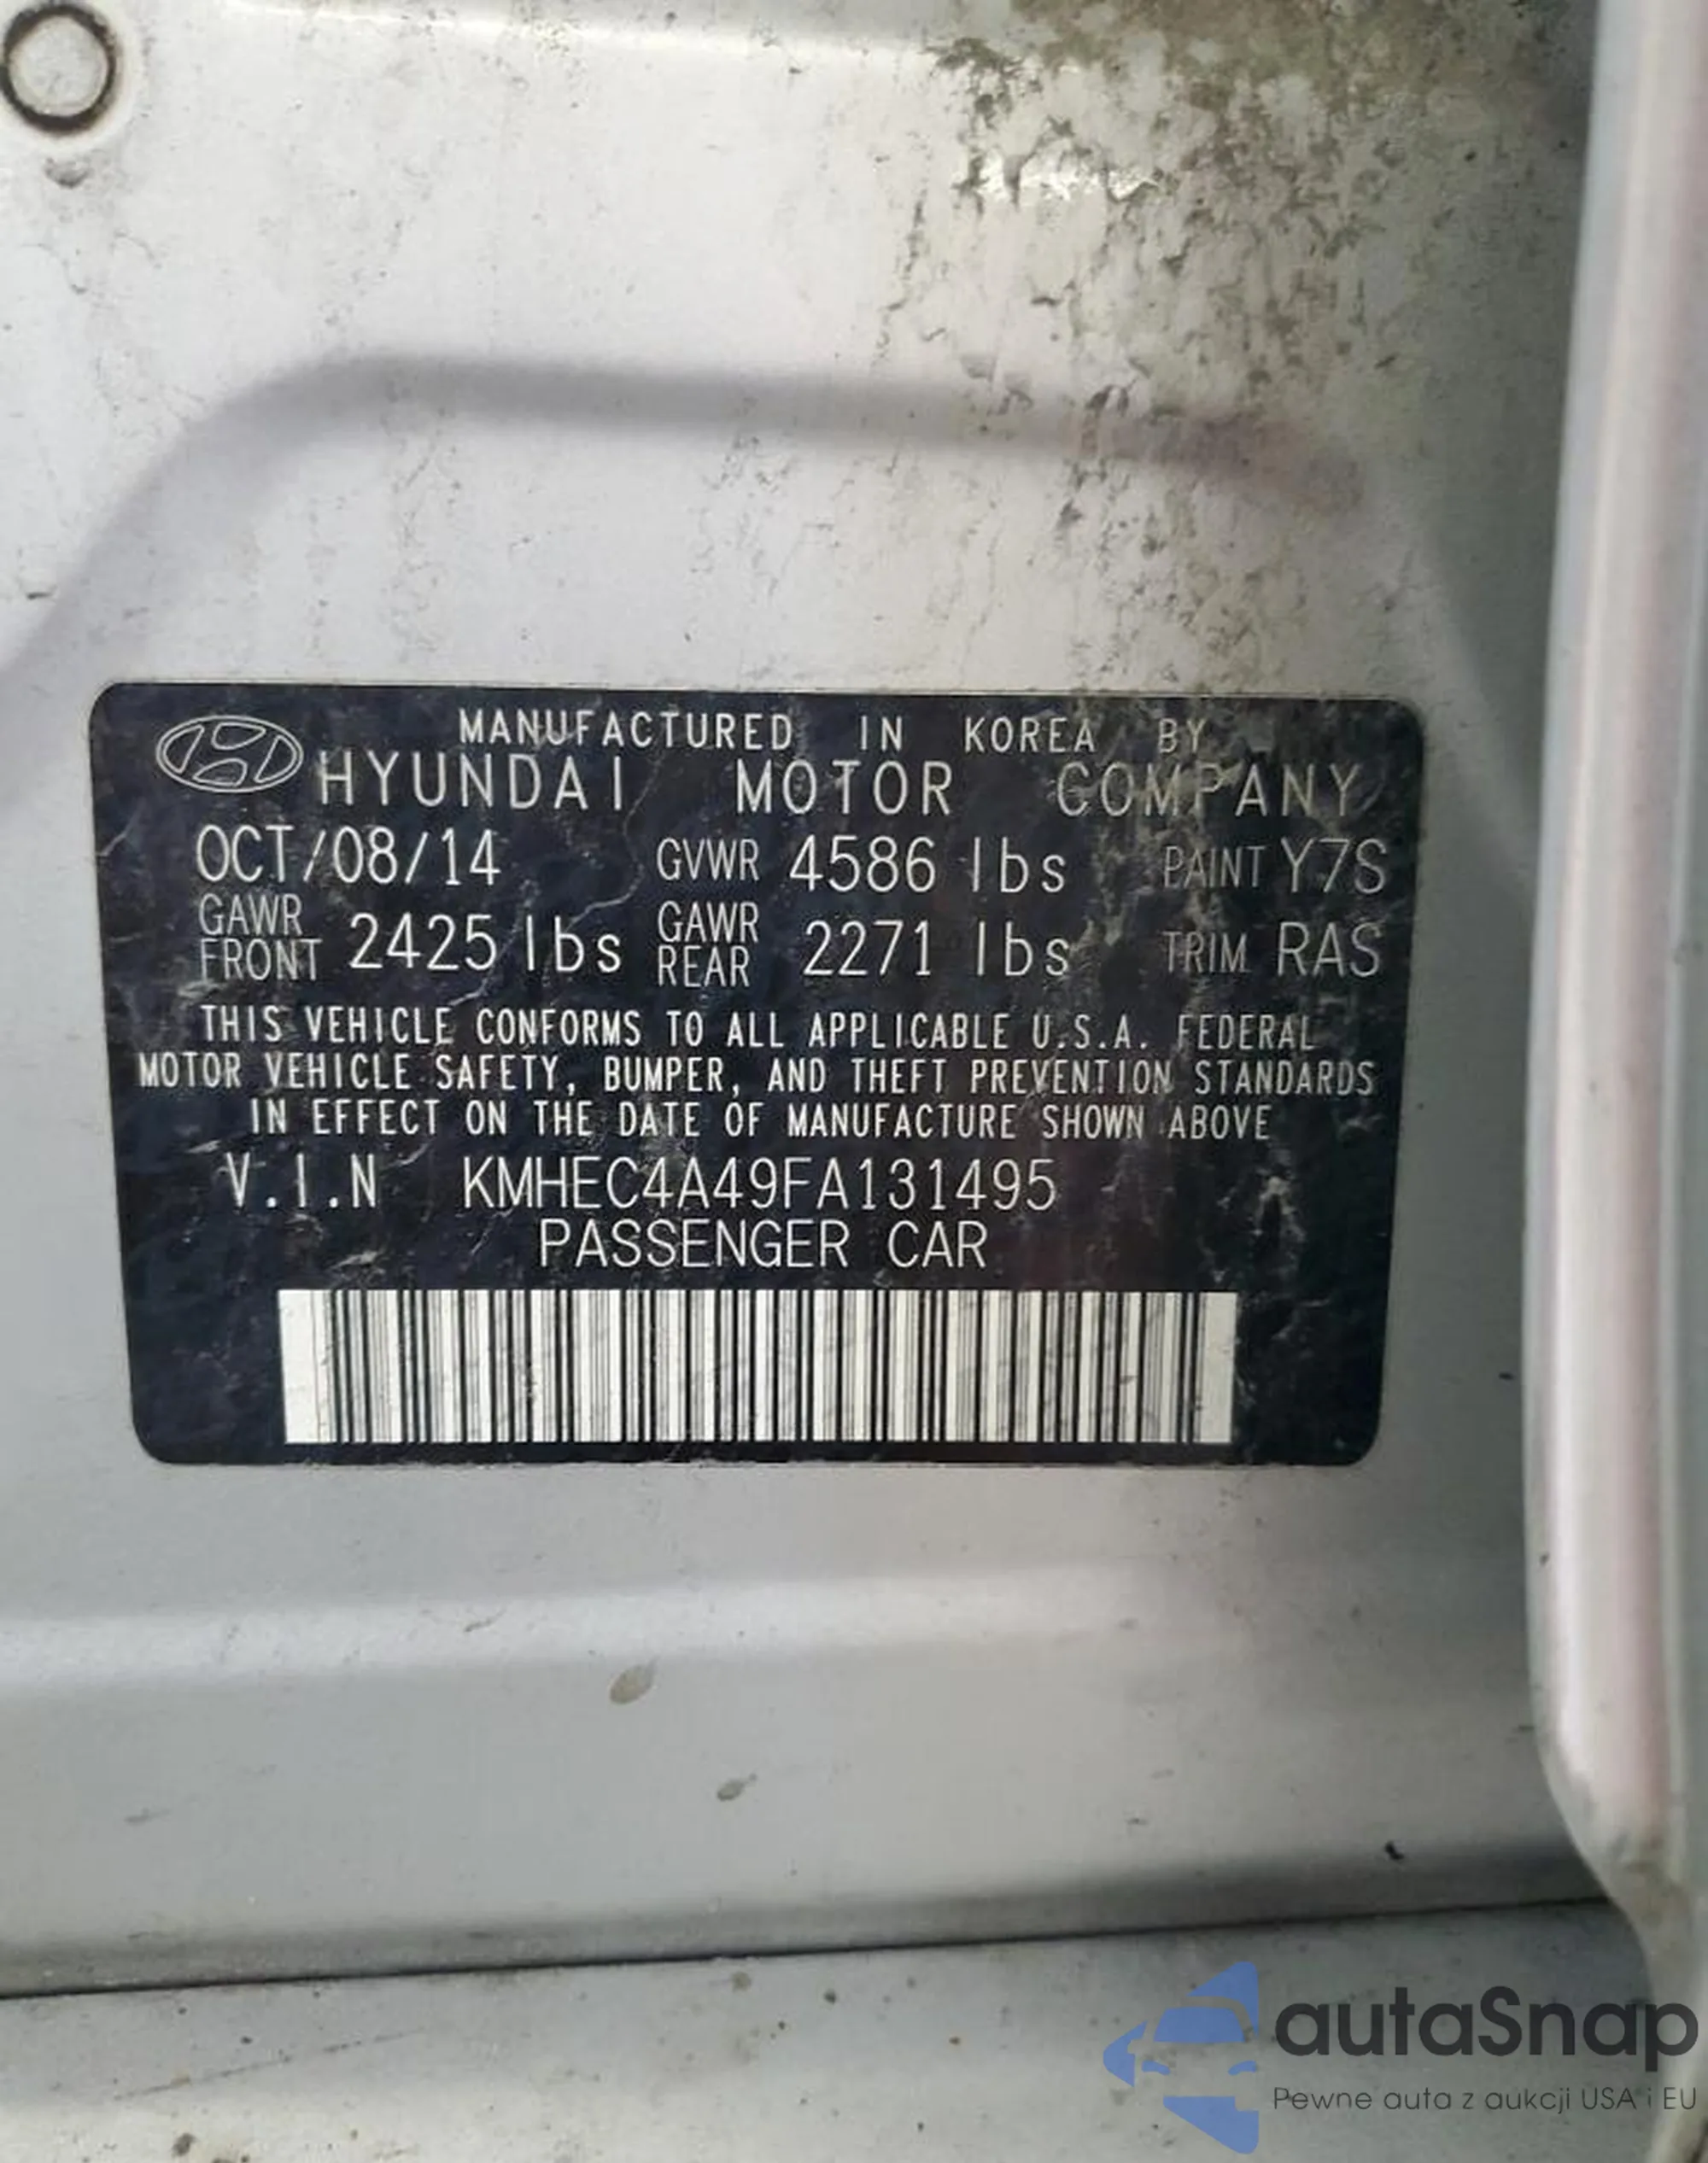 MANUFACTURED IN KOREA BY
HYUNDAI MOTOR COMPANY
OCT/08/14 GVWR 4586 lbs PAINT Y7S
GAWR FRONT 2425 lbs GAWR REAR 2271 lbs TRIM RAS
THIS VEHICLE CONFORMS TO ALL APPLICABLE U.S.A. FEDERAL
MOTOR VEHICLE SAFETY, BUMPER, AND THEFT PREVENTION STANDARDS
IN EFFECT ON THE DATE OF MANUFACTURE SHOWN ABOVE
V.I.N KMHEC4A49FA131495
PASSENGER CAR
autaSnap
Pewne auta z aukcji USA i EU